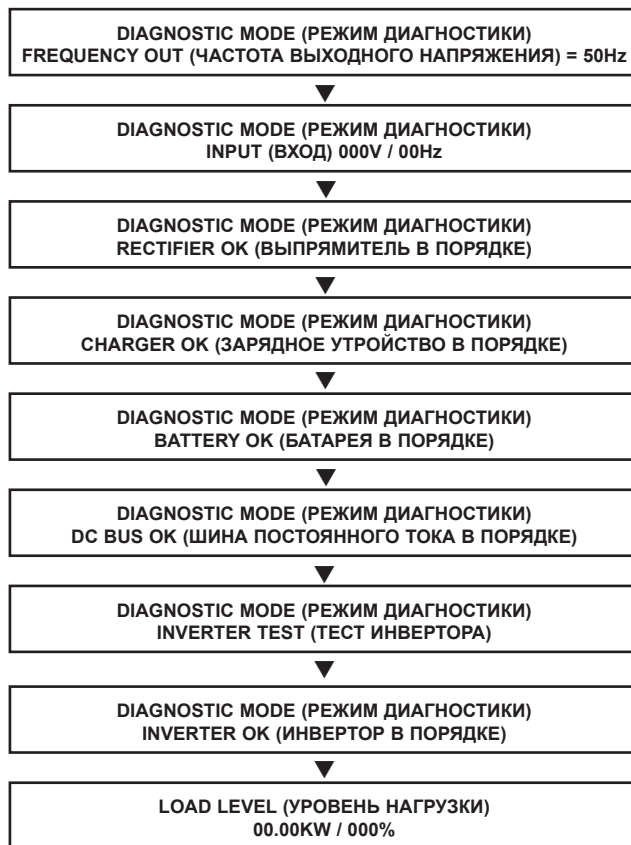 DIAGNOSTIC MODE (РЕЖИМ ДИАГНОСТИКИ)
FREQUENCY OUT (ЧАСТОТА ВЫХОДНОГО НАПРЯЖЕНИЯ) = 50Hz
DIAGNOSTIC MODE (РЕЖИМ ДИАГНОСТИКИ)
INPUT (ВХОД) 000V / 00Hz
DIAGNOSTIC MODE (РЕЖИМ ДИАГНОСТИКИ)
RECTIFIER OK (ВЫПРЯМИТЕЛЬ В ПОРЯДКЕ)
DIAGNOSTIC MODE (РЕЖИМ ДИАГНОСТИКИ)
CHARGER OK (ЗАРЯДНОЕ УТРОЙСТВО В ПОРЯДКЕ)
DIAGNOSTIC MODE (РЕЖИМ ДИАГНОСТИКИ)
BATTERY OK (БАТАРЕЯ В ПОРЯДКЕ)
DIAGNOSTIC MODE (РЕЖИМ ДИАГНОСТИКИ)
DC BUS OK (ШИНА ПОСТОЯННОГО ТОКА В ПОРЯДКЕ)
DIAGNOSTIC MODE (РЕЖИМ ДИАГНОСТИКИ)
INVERTER TEST (ТЕСТ ИНВЕРТОРА)
DIAGNOSTIC MODE (РЕЖИМ ДИАГНОСТИКИ)
INVERTER OK (ИНВЕРТОР В ПОРЯДКЕ)
LOAD LEVEL (УРОВЕНЬ НАГРУЗКИ)
00.00KW / 000%